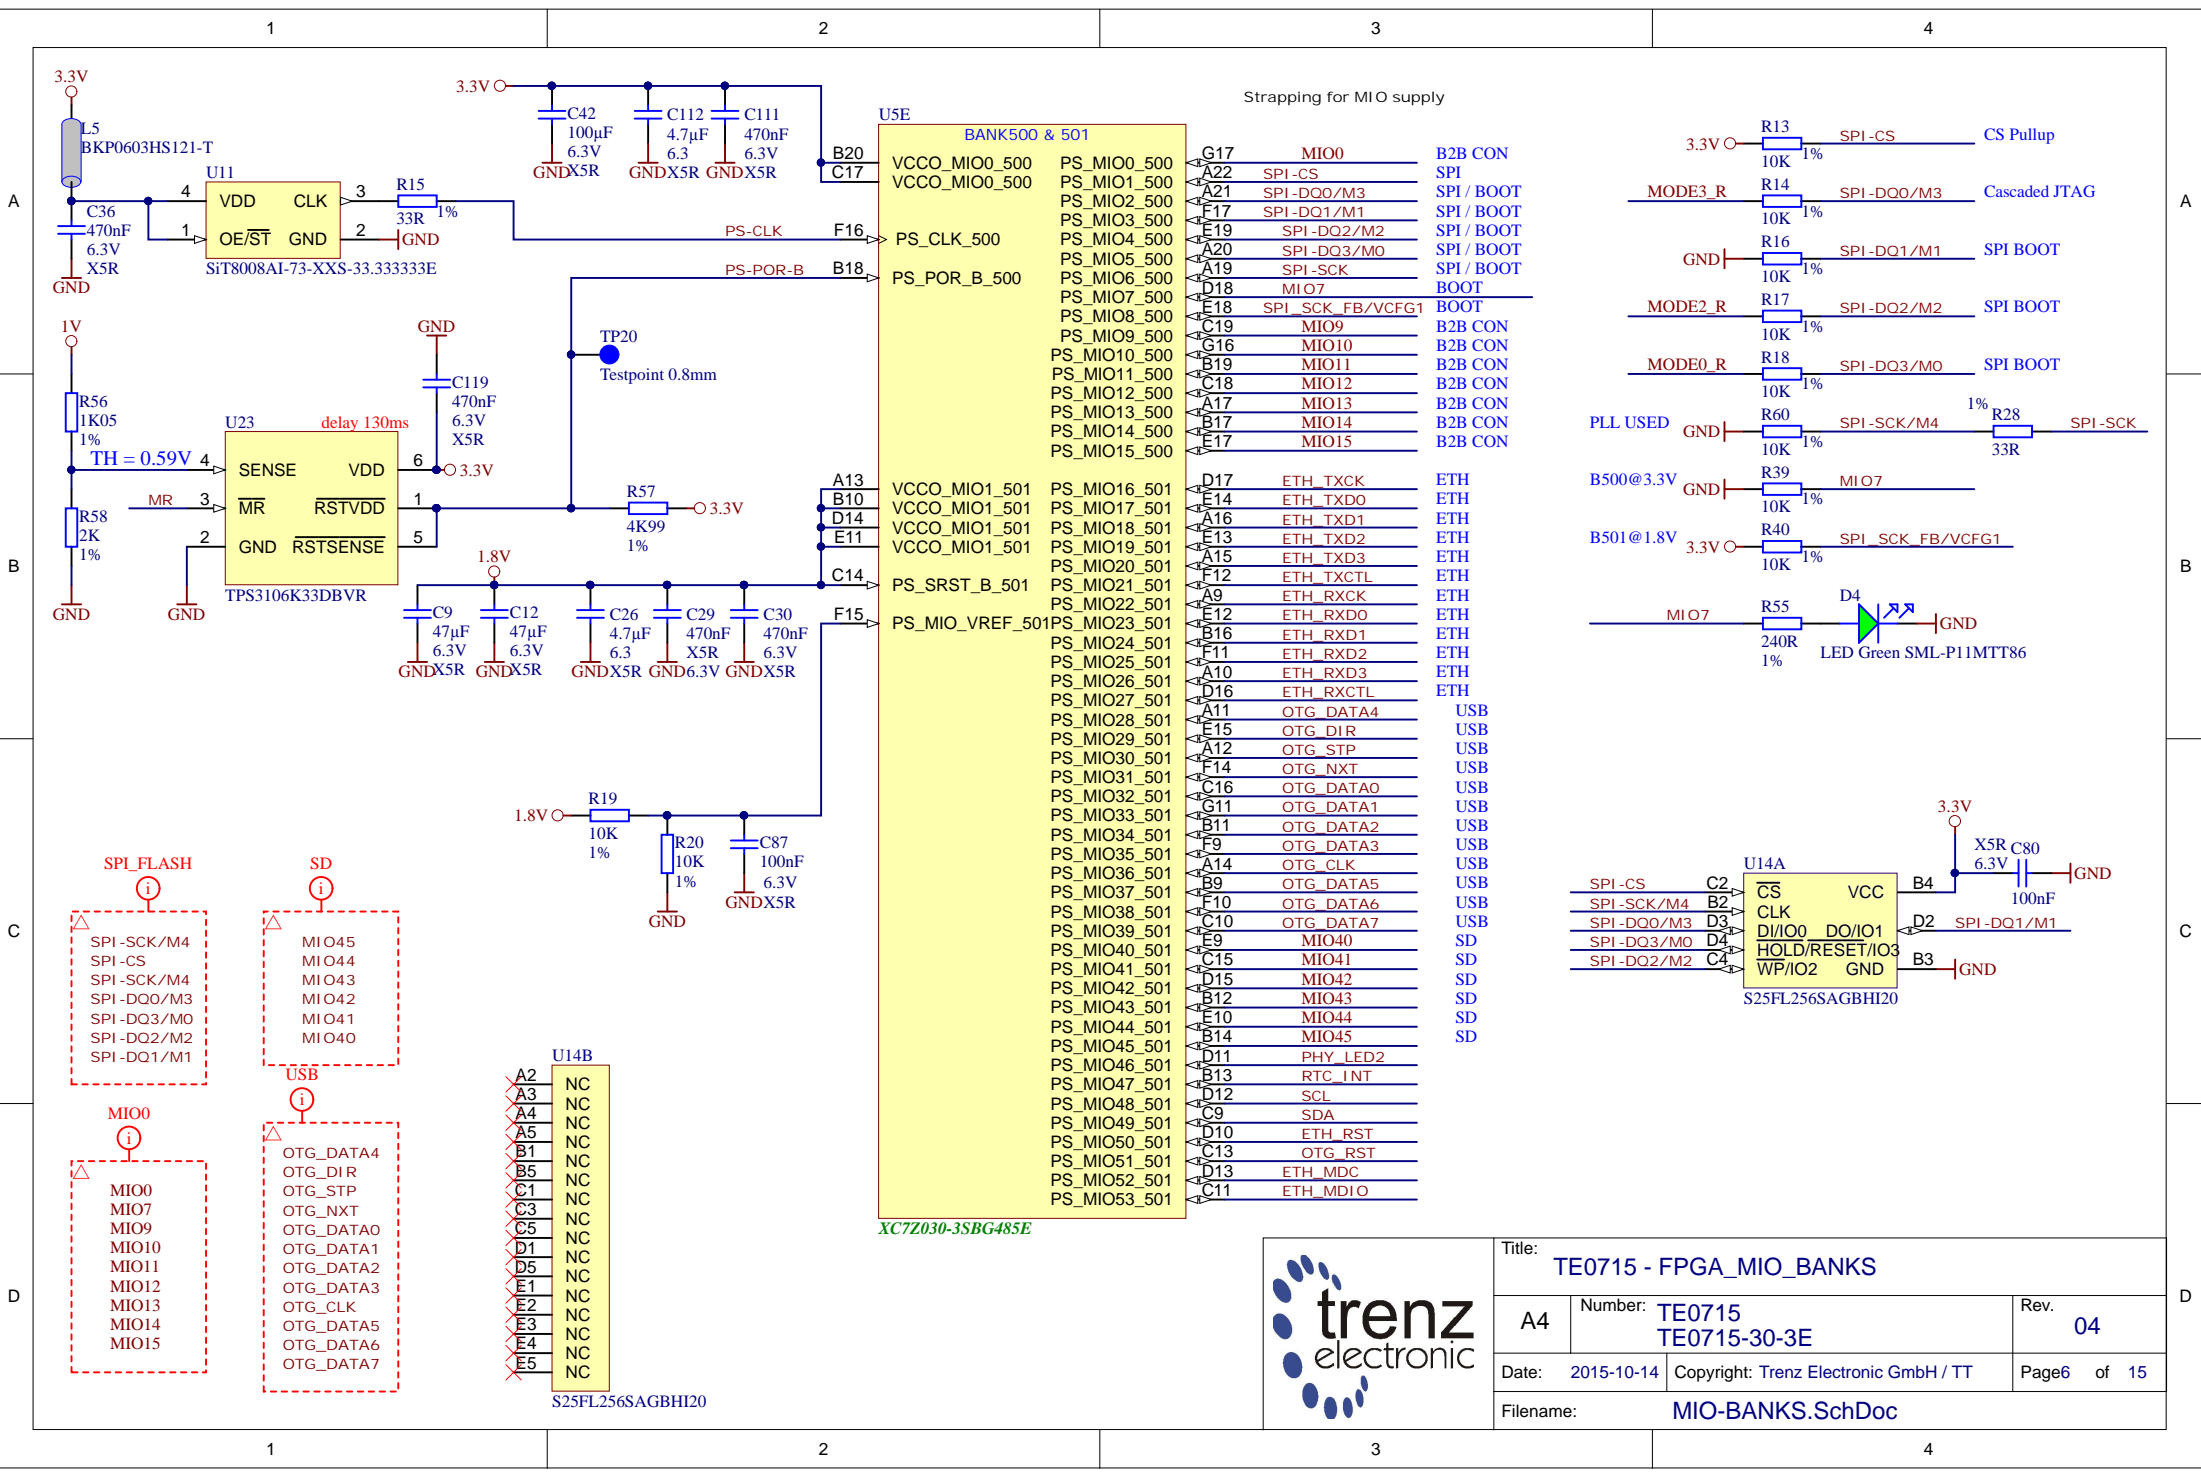 1 2 3 4
A
B
C
D
3.3V
L5
BKP0603HS121-T
U11
4 VDD CLK 3
1 OE/ST GND 2
SiT8008AI-73-XXS-33.333333E
C36
470nF
6.3V
X5R
GND
R15
33R
1%
GND
PS-CLK
PS-POR-B
3.3V
C42
100µF
6.3V
X5R
GND
C112
4.7µF
6.3
X5R
GND
C111
470nF
6.3V
X5R
GND
1V
R56
1K05
1%
TH = 0.59V
MR
R58
2K
1%
GND
GND
U23
delay 130ms
4 SENSE VDD 6
3 MR RSTVDD 1
2 GND RSTSENSE 5
TPS3106K33DBVR
GND
C119
470nF
6.3V
X5R
3.3V
TP20
Testpoint 0.8mm
R57
4K99
1%
3.3V
1.8V
C9
47µF
6.3V
X5R
GND
C12
47µF
6.3V
X5R
GND
C26
4.7µF
6.3
X5R
GND
C29
470nF
X5R
6.3V
GND
C30
470nF
6.3V
X5R
GND
1.8V
R19
10K
1%
R20
10K
1%
GND
C87
100nF
6.3V
X5R
GND
U5E
BANK500 & 501
B20 VCCO_MIO0_500
C17 VCCO_MIO0_500
F16 PS_CLK_500
B18 PS_POR_B_500
A13 VCCO_MIO1_501
B10 VCCO_MIO1_501
D14 VCCO_MIO1_501
E11 VCCO_MIO1_501
C14 PS_SRST_B_501
F15 PS_MIO_VREF_501
Strapping for MIO supply
PS_MIO0_500 G17 MIO0 B2B CON
PS_MIO1_500 A22 SPI-CS SPI
PS_MIO2_500 A21 SPI-DQ0/M3 SPI / BOOT
PS_MIO3_500 F17 SPI-DQ1/M1 SPI / BOOT
PS_MIO4_500 E19 SPI-DQ2/M2 SPI / BOOT
PS_MIO5_500 A20 SPI-DQ3/M0 SPI / BOOT
PS_MIO6_500 A19 SPI-SCK SPI / BOOT
PS_MIO7_500 D18 MIO7 BOOT
PS_MIO8_500 E18 SPI_SCK_FB/VCFG1 BOOT
PS_MIO9_500 C19 MIO9 B2B CON
PS_MIO10_500 G16 MIO10 B2B CON
PS_MIO11_500 B19 MIO11 B2B CON
PS_MIO12_500 C18 MIO12 B2B CON
PS_MIO13_500 A17 MIO13 B2B CON
PS_MIO14_500 B17 MIO14 B2B CON
PS_MIO15_500 E17 MIO15 B2B CON
PS_MIO16_501 D17 ETH_TXCK ETH
PS_MIO17_501 E14 ETH_TXD0 ETH
PS_MIO18_501 A16 ETH_TXD1 ETH
PS_MIO19_501 E13 ETH_TXD2 ETH
PS_MIO20_501 A15 ETH_TXD3 ETH
PS_MIO21_501 F12 ETH_TXCTL ETH
PS_MIO22_501 A9 ETH_RXCK ETH
PS_MIO23_501 E12 ETH_RXD0 ETH
PS_MIO24_501 B16 ETH_RXD1 ETH
PS_MIO25_501 F11 ETH_RXD2 ETH
PS_MIO26_501 A10 ETH_RXD3 ETH
PS_MIO27_501 D16 ETH_RXCTL ETH
PS_MIO28_501 A11 OTG_DATA4 USB
PS_MIO29_501 E15 OTG_DIR USB
PS_MIO30_501 A12 OTG_STP USB
PS_MIO31_501 F14 OTG_NXT USB
PS_MIO32_501 C16 OTG_DATA0 USB
PS_MIO33_501 G11 OTG_DATA1 USB
PS_MIO34_501 B11 OTG_DATA2 USB
PS_MIO35_501 F9 OTG_DATA3 USB
PS_MIO36_501 A14 OTG_CLK USB
PS_MIO37_501 B9 OTG_DATA5 USB
PS_MIO38_501 F10 OTG_DATA6 USB
PS_MIO39_501 C10 OTG_DATA7 USB
PS_MIO40_501 E9 MIO40 SD
PS_MIO41_501 C15 MIO41 SD
PS_MIO42_501 D15 MIO42 SD
PS_MIO43_501 B12 MIO43 SD
PS_MIO44_501 E10 MIO44 SD
PS_MIO45_501 B14 MIO45 SD
PS_MIO46_501 D11 PHY_LED2
PS_MIO47_501 B13 RTC_INT
PS_MIO48_501 D12 SCL
PS_MIO49_501 C9 SDA
PS_MIO50_501 D10 ETH_RST
PS_MIO51_501 C13 OTG_RST
PS_MIO52_501 D13 ETH_MDC
PS_MIO53_501 C11 ETH_MDIO
XC7Z030-3SBG485E
3.3V R13 10K 1% SPI-CS CS Pullup
MODE3_R R14 10K 1% SPI-DQ0/M3 Cascaded JTAG
GND R16 10K 1% SPI-DQ1/M1 SPI BOOT
MODE2_R R17 10K 1% SPI-DQ2/M2 SPI BOOT
MODE0_R R18 10K 1% SPI-DQ3/M0 SPI BOOT
PLL USED GND R60 10K 1% SPI-SCK/M4 1% R28 33R SPI-SCK
B500@3.3V GND R39 10K 1% MIO7
B501@1.8V 3.3V R40 10K 1% SPI_SCK_FB/VCFG1
MIO7 R55 240R 1% D4 GND
LED Green SML-P11MTT86
3.3V
X5R C80
6.3V
100nF
GND
U14A
SPI-CS C2 CS VCC B4
SPI-SCK/M4 B2 CLK
SPI-DQ0/M3 D3 DI/IO0 DO/IO1 D2 SPI-DQ1/M1
SPI-DQ3/M0 D4 HOLD/RESET/IO3
SPI-DQ2/M2 C4 WP/IO2 GND B3 GND
S25FL256SAGBHI20
SPI_FLASH
i
SPI-SCK/M4
SPI-CS
SPI-SCK/M4
SPI-DQ0/M3
SPI-DQ3/M0
SPI-DQ2/M2
SPI-DQ1/M1
SD
i
MIO45
MIO44
MIO43
MIO42
MIO41
MIO40
MIO0
i
MIO0
MIO7
MIO9
MIO10
MIO11
MIO12
MIO13
MIO14
MIO15
USB
i
OTG_DATA4
OTG_DIR
OTG_STP
OTG_NXT
OTG_DATA0
OTG_DATA1
OTG_DATA2
OTG_DATA3
OTG_CLK
OTG_DATA5
OTG_DATA6
OTG_DATA7
U14B
A2 NC
A3 NC
A4 NC
A5 NC
B1 NC
B5 NC
C1 NC
C3 NC
C5 NC
D1 NC
D5 NC
E1 NC
E2 NC
E3 NC
E4 NC
E5 NC
S25FL256SAGBHI20
trenz
electronic
Title:
TE0715 - FPGA_MIO_BANKS
A4
Number: TE0715
TE0715-30-3E
Rev.
04
Date: 2015-10-14
Copyright: Trenz Electronic GmbH / TT
Page6 of 15
Filename: MIO-BANKS.SchDoc
A
B
C
D
1 2 3 4